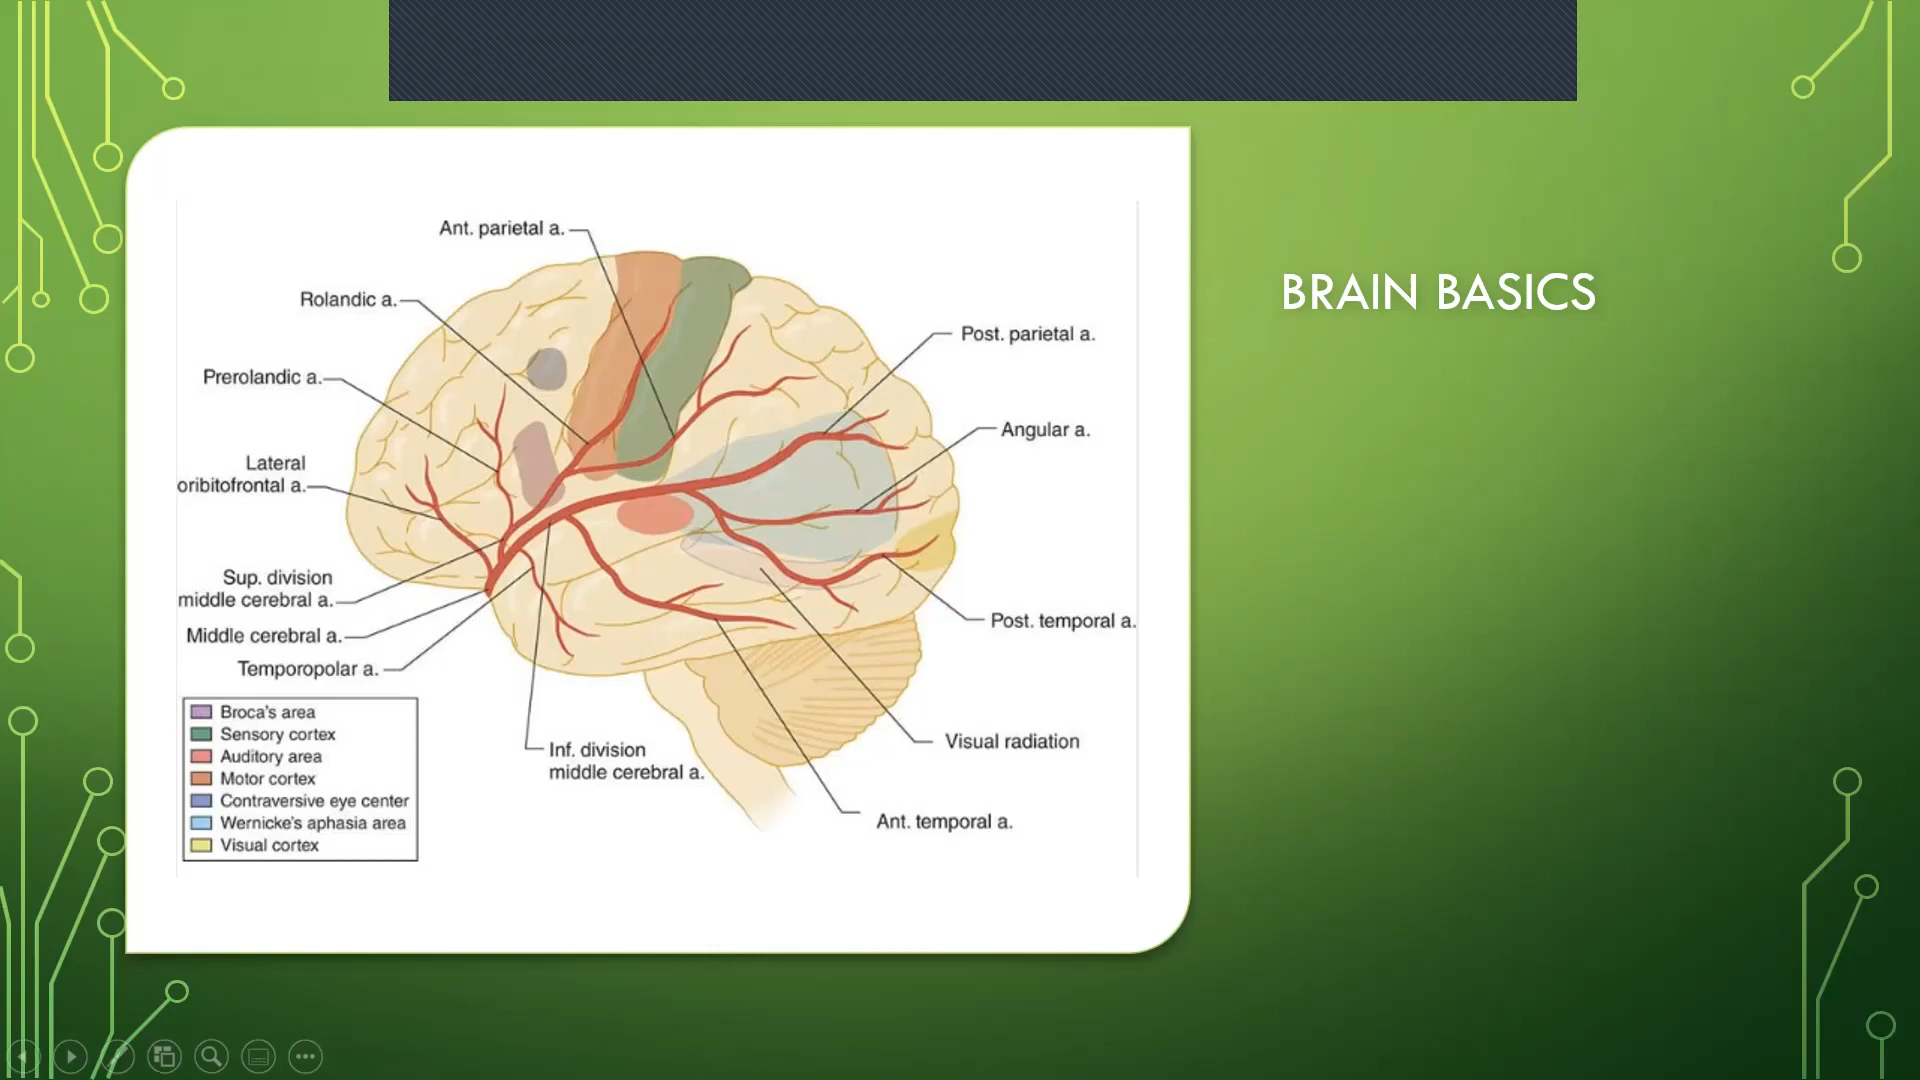 BRAIN BASICS
Ant. parietal a.
Rolandic a.
Prerolandic a.
Lateral
oribitofrontal a.
Sup. division
middle cerebral a.
Middle cerebral a.
Temporopolar a.
Post. parietal a.
Angular a.
Post. temporal a.
Visual radiation
Ant. temporal a.
Inf. division
middle cerebral a.
Broca's area
Sensory cortex
Auditory area
Motor cortex
Contraversive eye center
Wernicke's aphasia area
Visual cortex